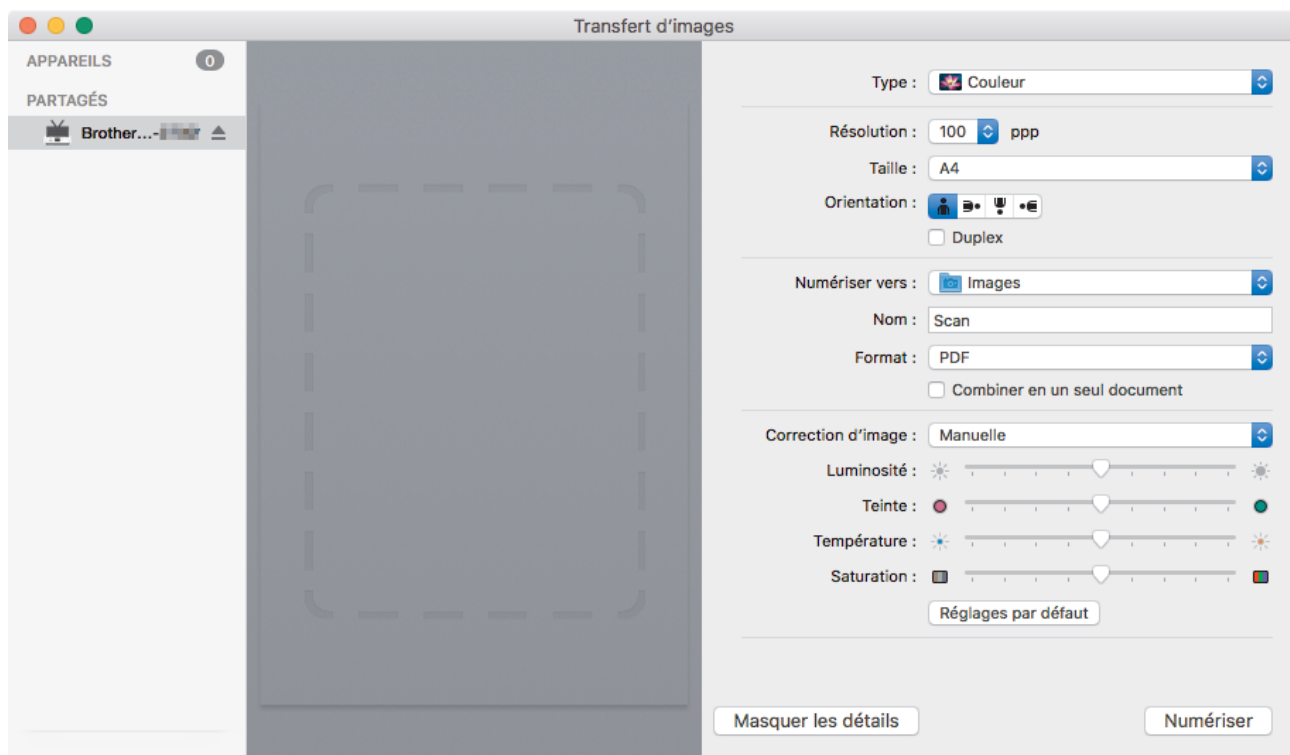 Transfert d’images
APPAREILS 0
PARTAGÉS
Brother...-
Type : Couleur
Résolution : 100 ppp
Taille : A4
Orientation :
Duplex
Numériser vers : Images
Nom : Scan
Format : PDF
Combiner en un seul document
Correction d’image : Manuelle
Luminosité :
Teinte :
Température :
Saturation :
Réglages par défaut
Masquer les détails Numériser